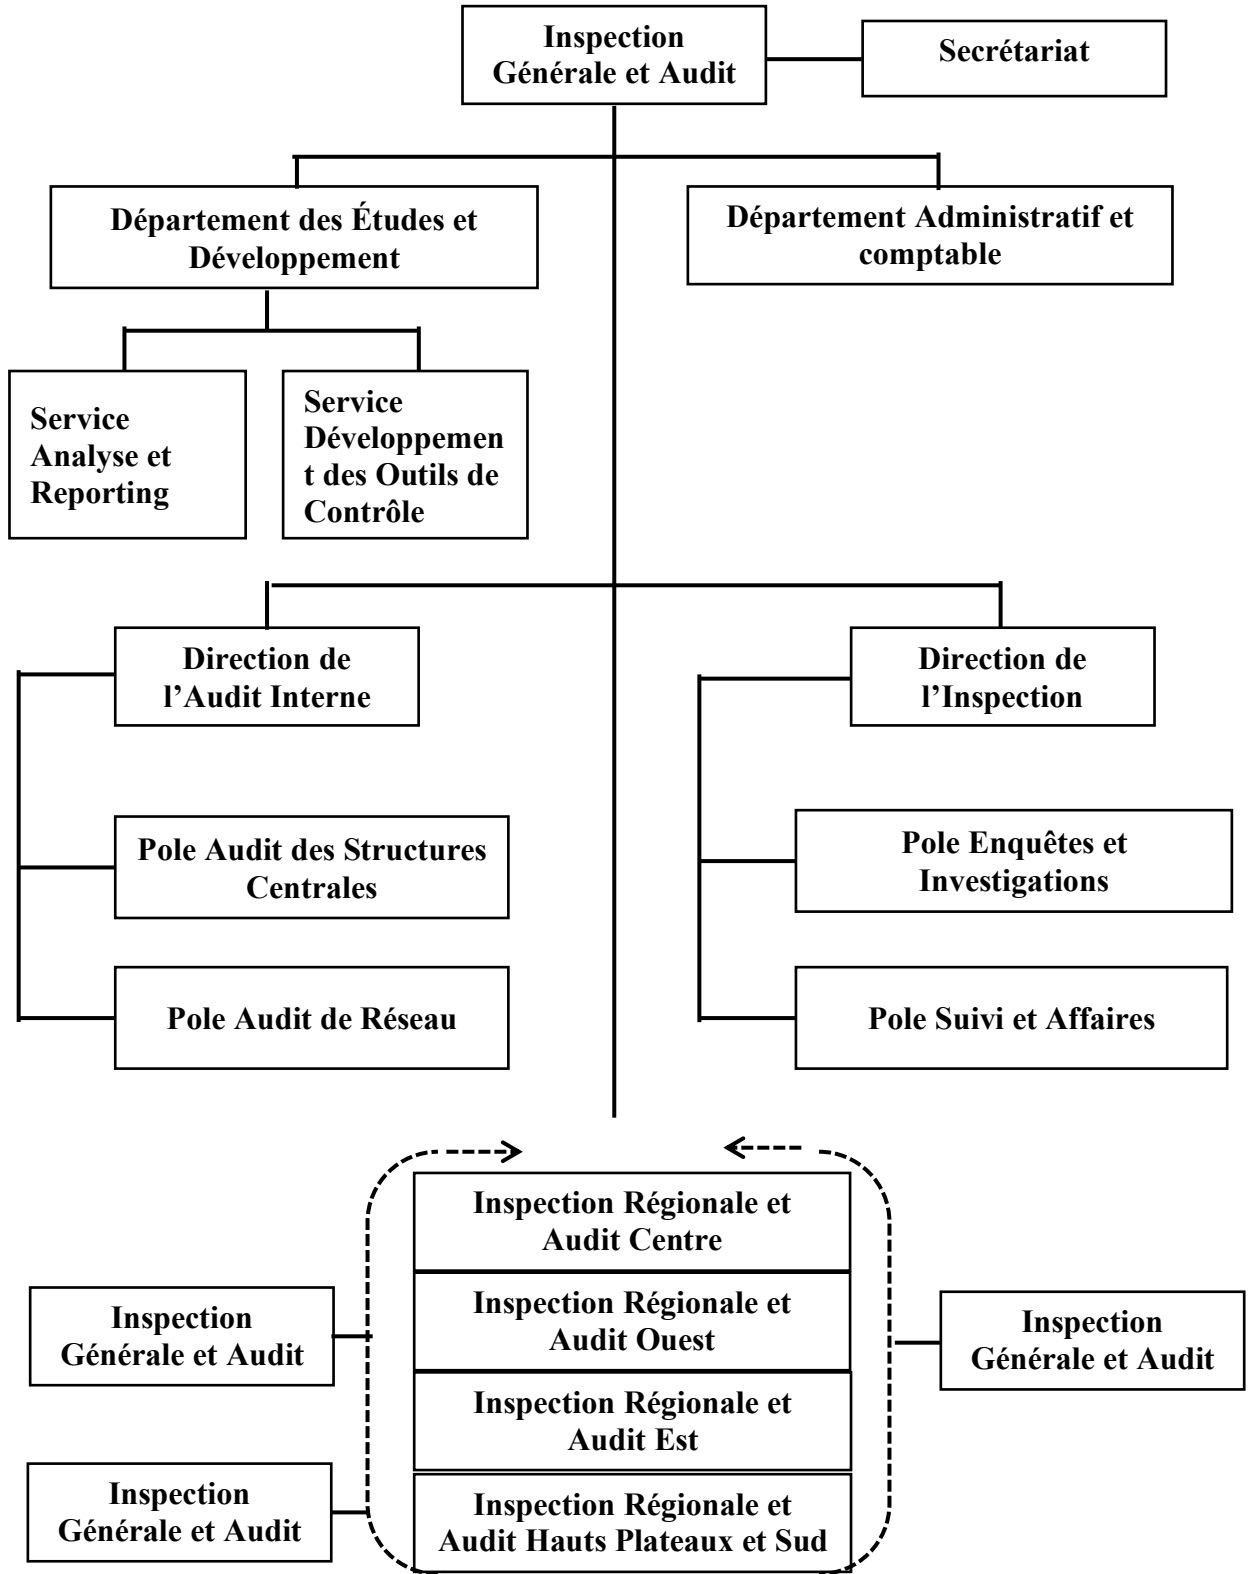 Inspection
Générale et Audit
Secrétariat
Département des Études et
Développement
Département Administratif et
comptable
Service
Analyse et
Reporting
Service
Développemen
t des Outils de
Contrôle
Direction de
l’Audit Interne
Direction de
l’Inspection
Pole Audit des Structures
Centrales
Pole Enquêtes et
Investigations
Pole Audit de Réseau
Pole Suivi et Affaires
Inspection Régionale et
Audit Centre
Inspection Régionale et
Audit Ouest
Inspection Régionale et
Audit Est
Inspection Régionale et
Audit Hauts Plateaux et Sud
Inspection
Générale et Audit
Inspection
Générale et Audit
Inspection
Générale et Audit